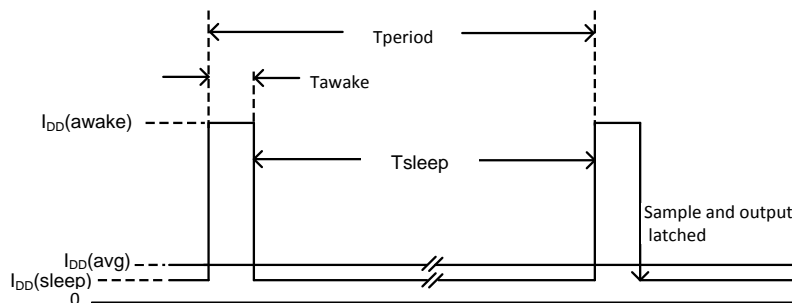 Tperiod
Tawake
IDD(awake)
Tsleep
Sample and output
latched
IDD(avg)
IDD(sleep)
0